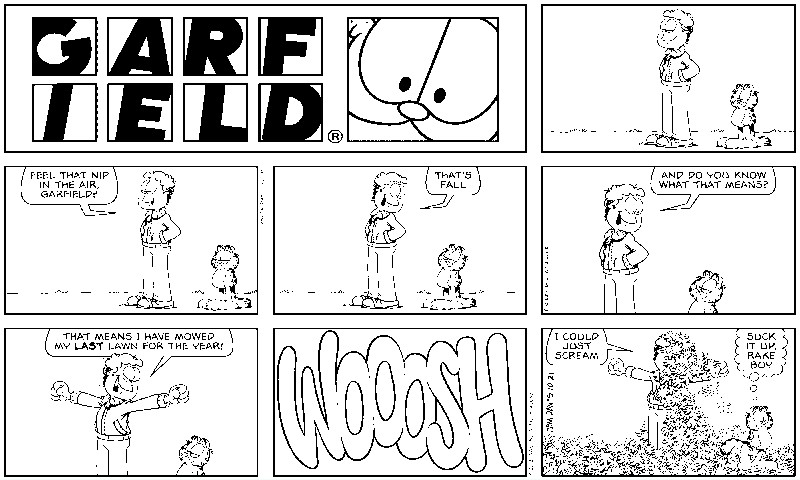 GARF
IELD®
FEEL THAT NIP
IN THE AIR,
GARFIELD?
THAT'S
FALL
AND DO YOU KNOW
WHAT THAT MEANS?
THAT MEANS I HAVE MOWED
MY LAST LAWN FOR THE YEAR!
WOOOSH
I COULD
JUST
SCREAM
SUCK
IT UP,
RAKE
BOY